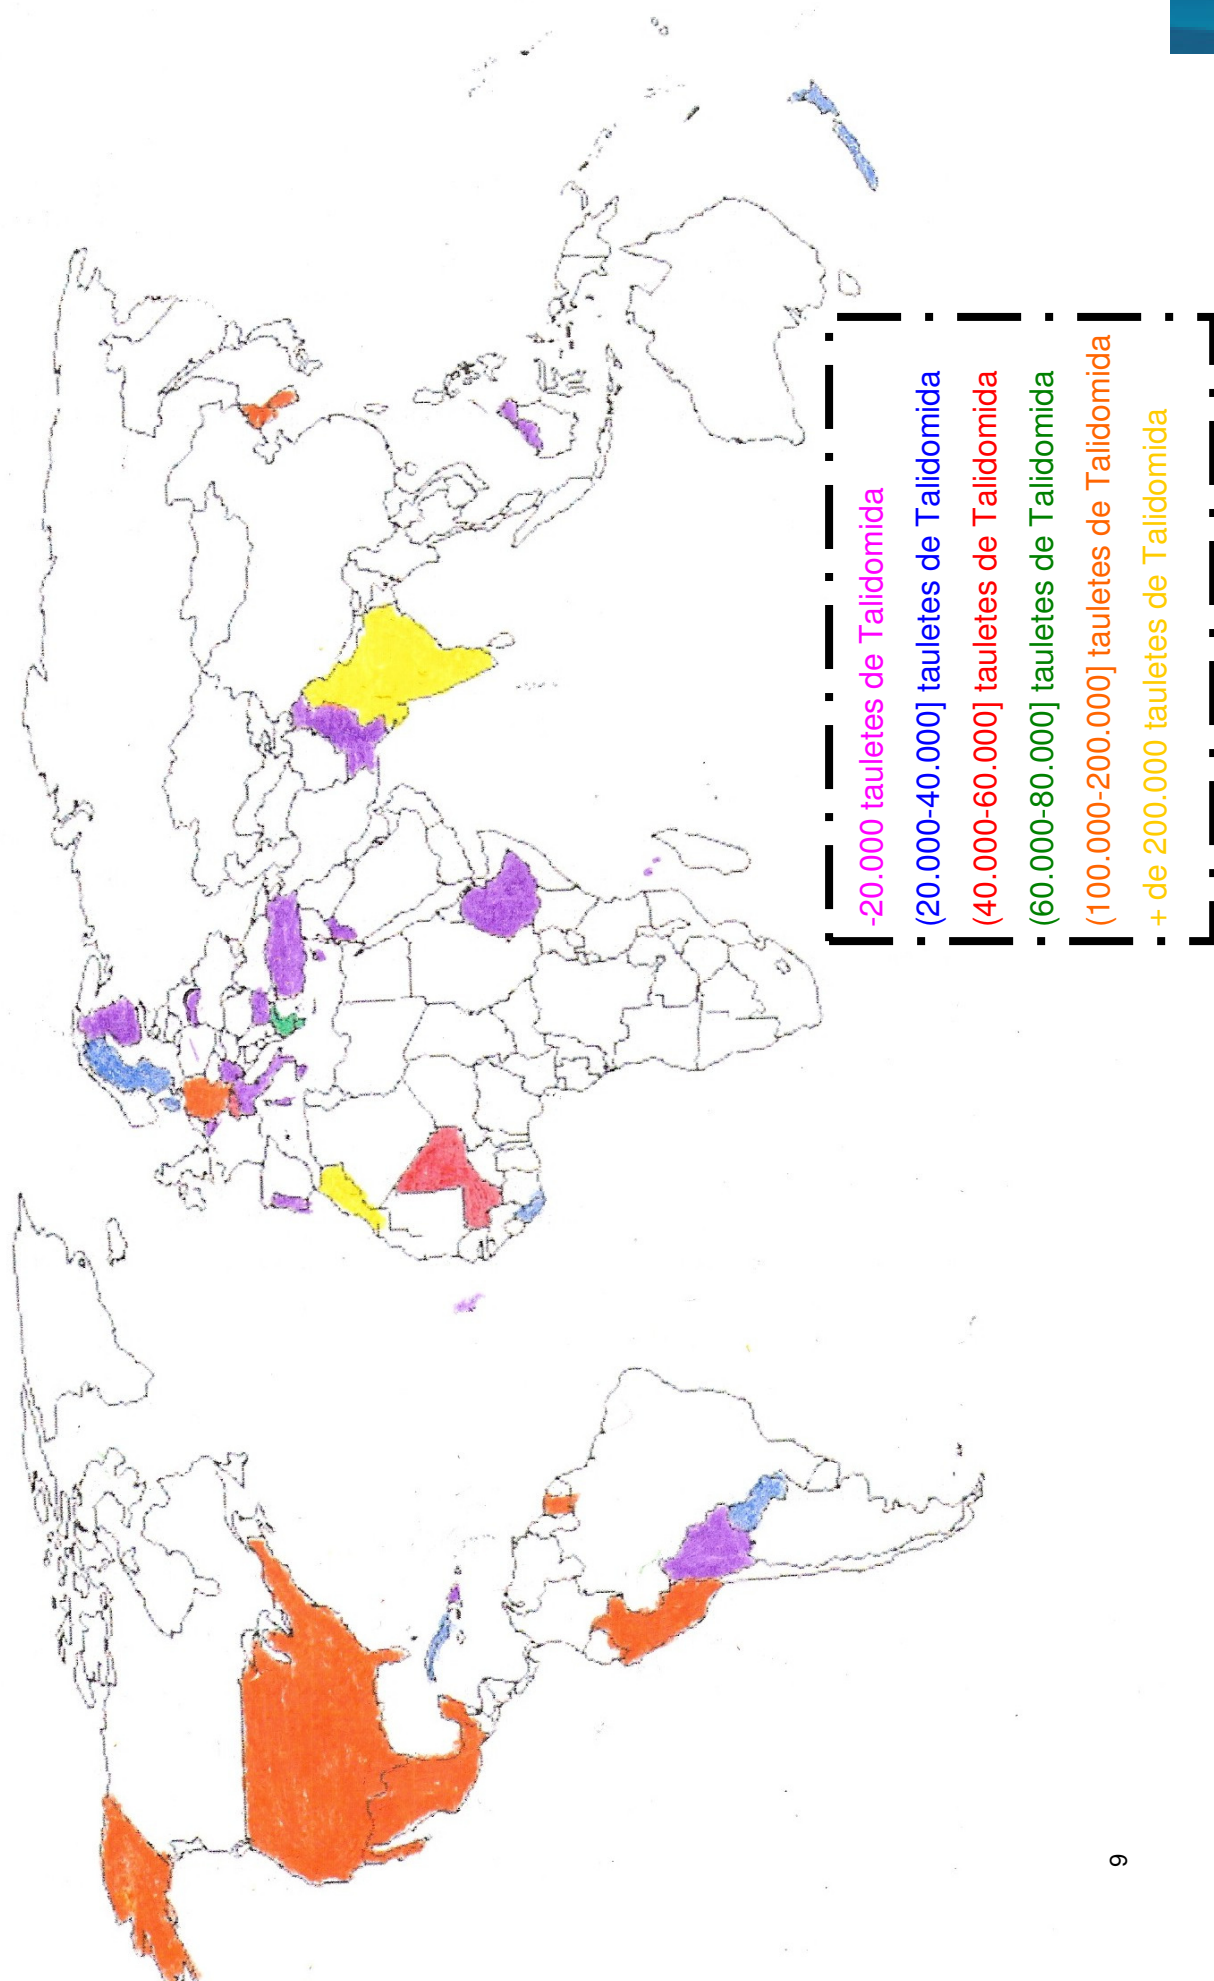 -20.000 tauletes de Talidomida
(20.000-40.000] tauletes de Talidomida
(40.000-60.000] tauletes de Talidomida
(60.000-80.000] tauletes de Talidomida
(100.000-200.000] tauletes de Talidomida
+ de 200.000 tauletes de Talidomida
9